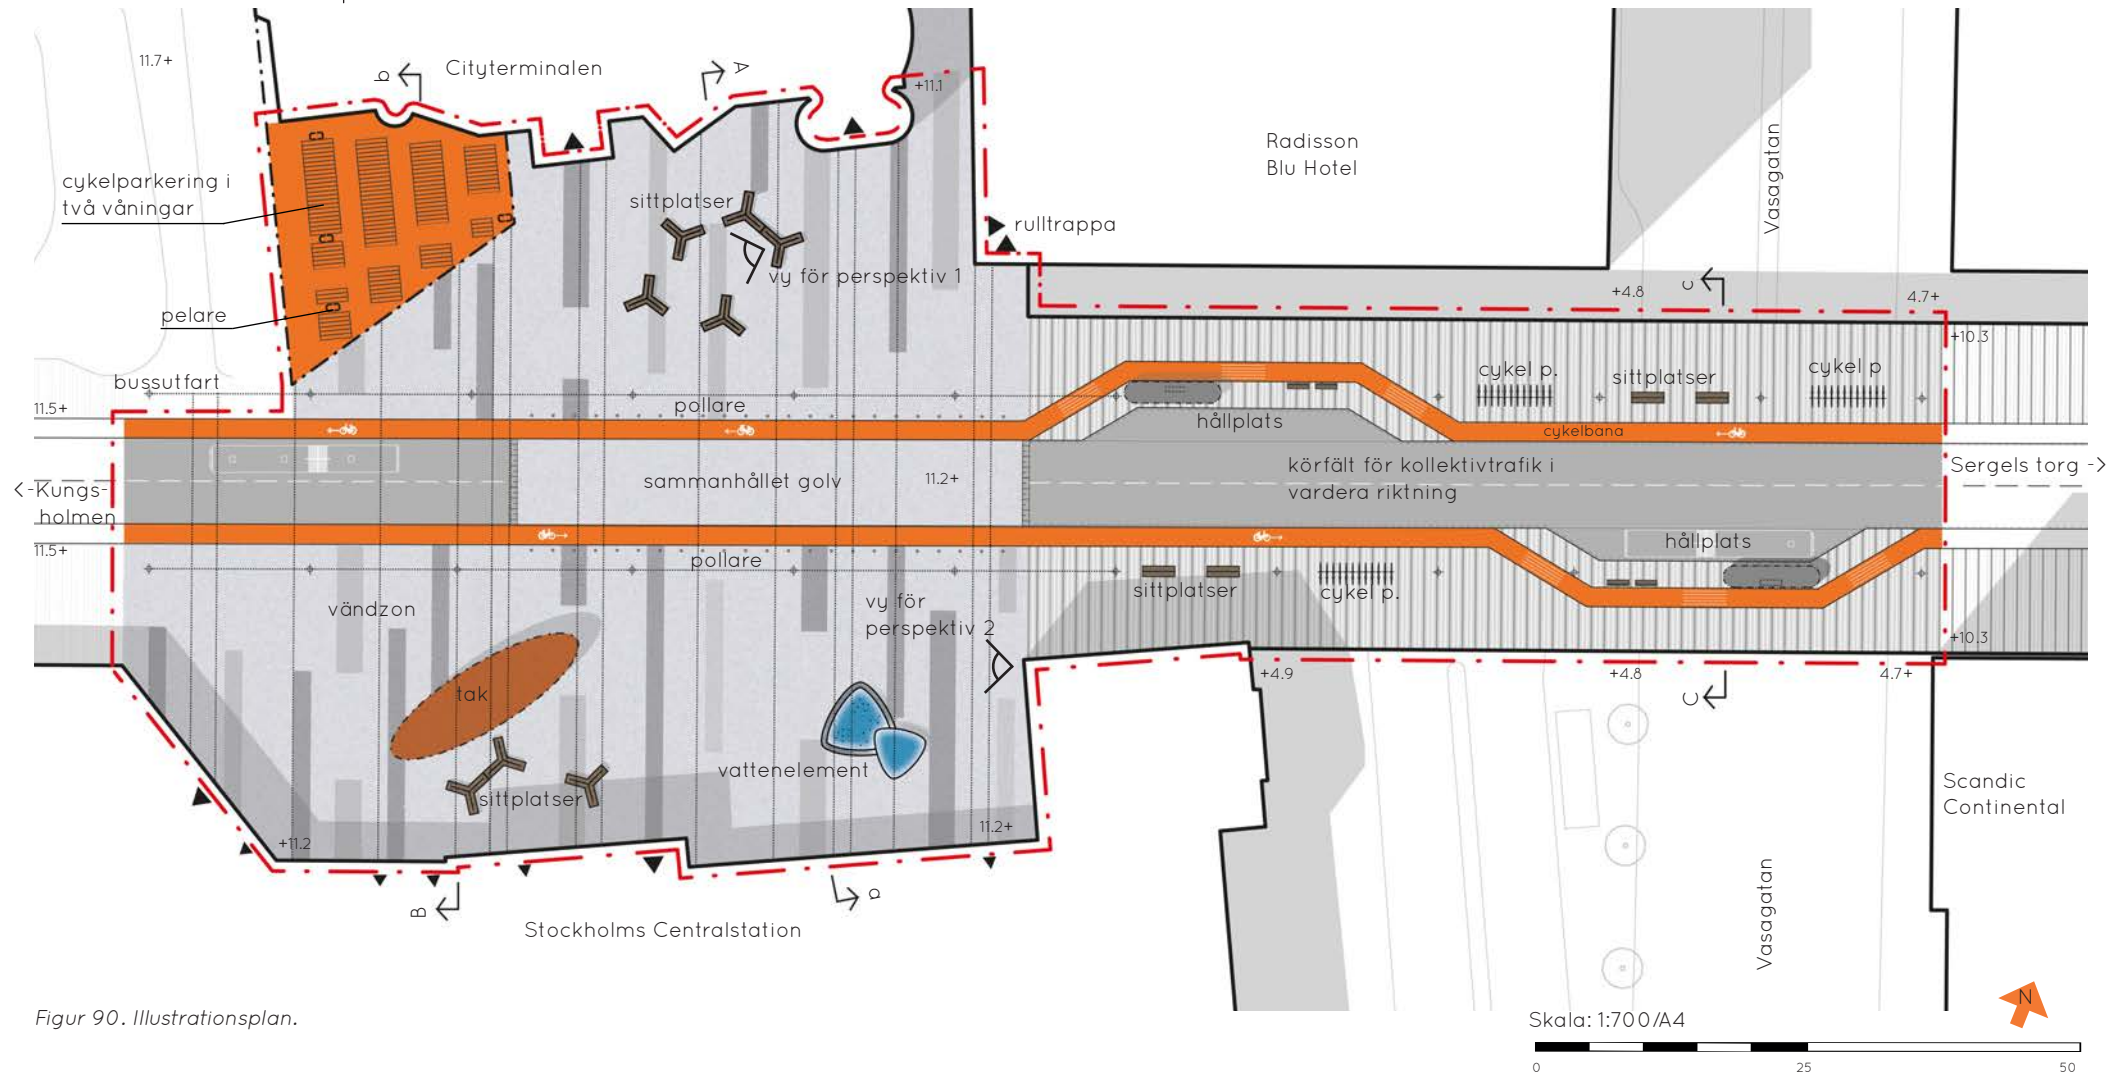 11.7+
b
Cityterminalen
A
+11.1
Radisson
Blu Hotel
Vasagatan
cykelparkering i
två våningar
sittplatser
rulltrappa
vy för perspektiv 1
pelare
+4.8
c
4.7+
+10.3
bussutfart
11.5+
pollare
hållplats
cykel p.
sittplatser
cykel p
cykelbana
<-Kungs-
holmen
sammanhållet golv
11.2+
körfält för kollektivtrafik i
vardera riktning
Sergels torg ->
11.5+
pollare
hållplats
vändzon
vy för
perspektiv 2
sittplatser
cykel p.
+10.3
tak
+4.9
+4.8
C
4.7+
vattenelement
sittplatser
Scandic
Continental
+11.2
11.2+
B
a
Stockholms Centralstation
Vasagatan
Figur 90. Illustrationsplan.
N
Skala: 1:700/A4
0
25
50